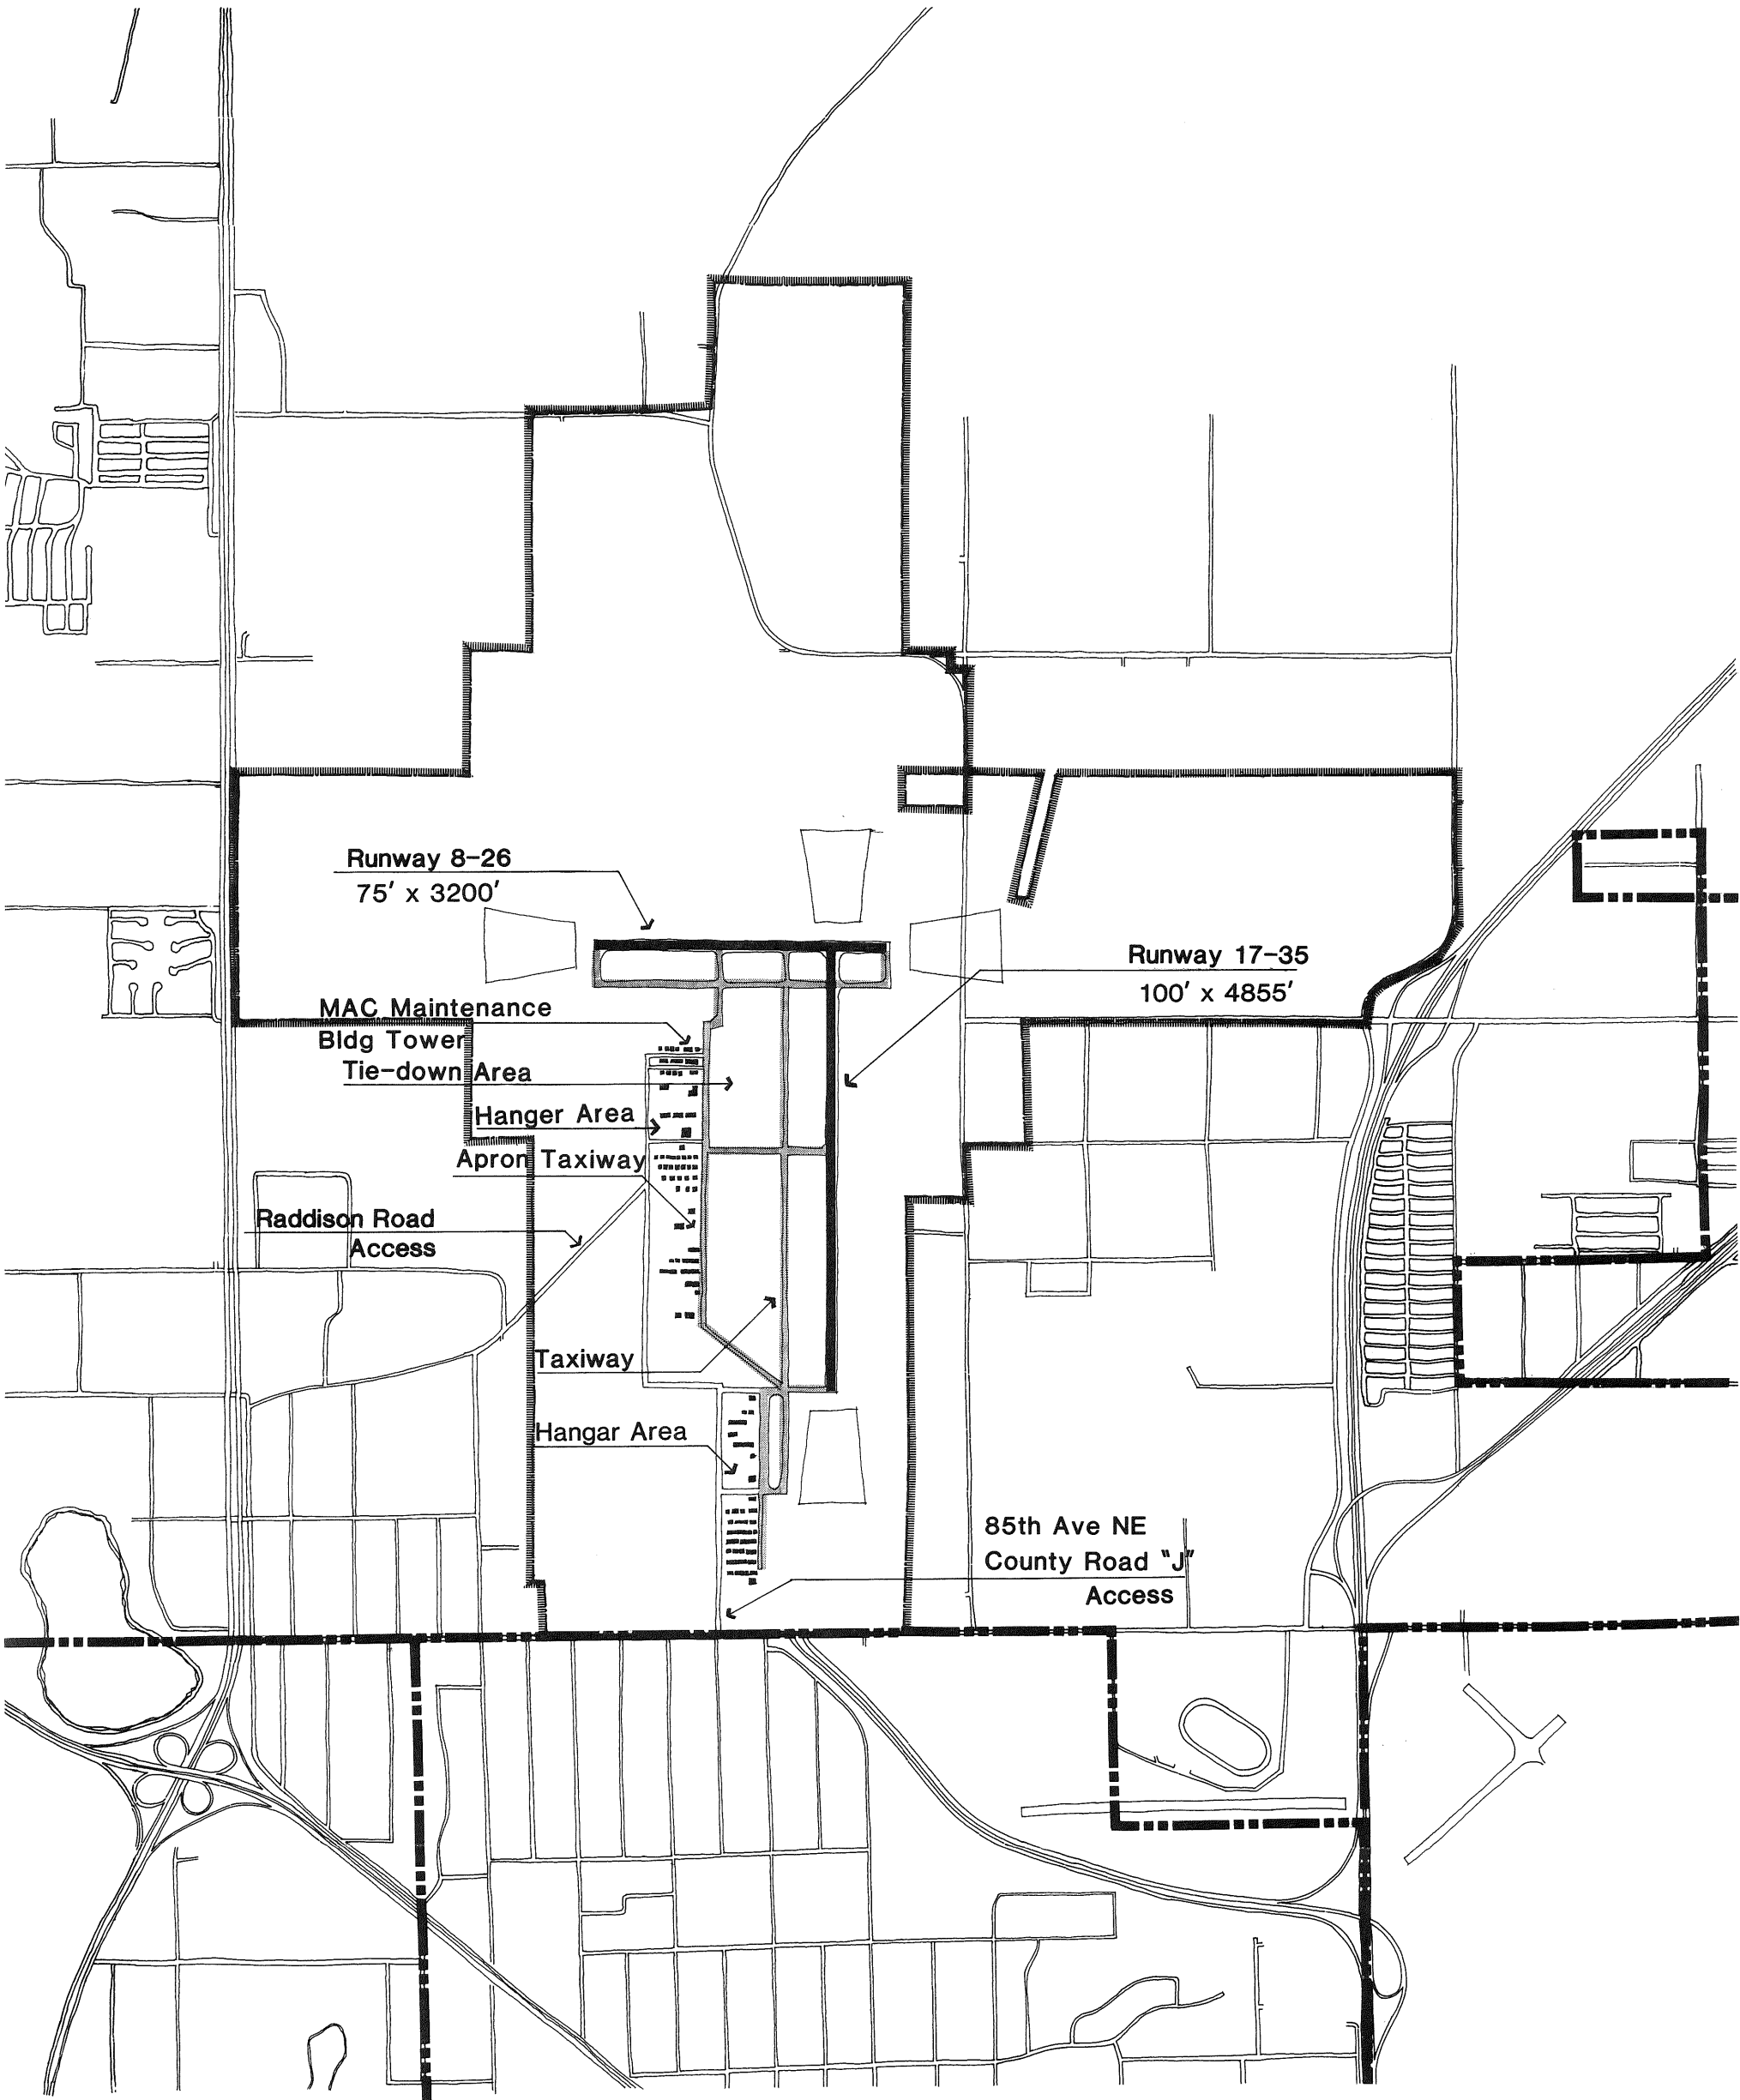 Runway 8-26
75' x 3200'
Runway 17-35
100' x 4855'
MAC Maintenance
Bldg Tower
Tie-down Area
Hanger Area
Apron Taxiway
Raddison Road
Access
Taxiway
Hangar Area
85th Ave NE
County Road "J"
Access